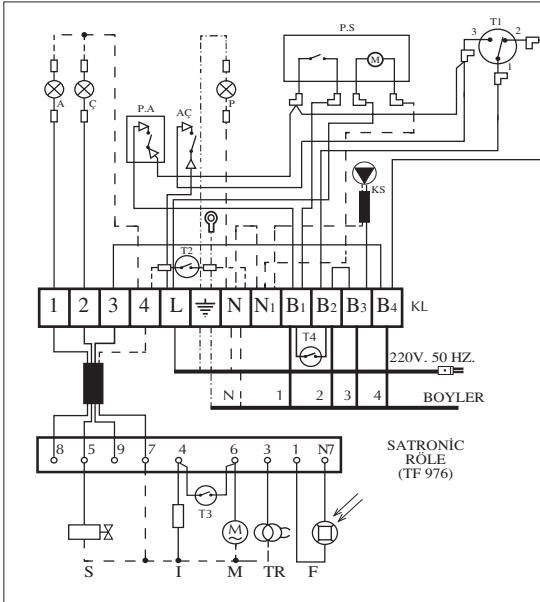 P.S
T1
3
2
M
1
A
Ç
P.A
AÇ
P
KS
T2
1 2 3 4 L N N1 B1 B2 B3 B4 KL
T4
220V. 50 HZ.
N 1 2 3 4
BOYLER
8 5 9 7 4 6 3 1 N7
SATRONİC
RÖLE
(TF 976)
T3
M
S I M TR F